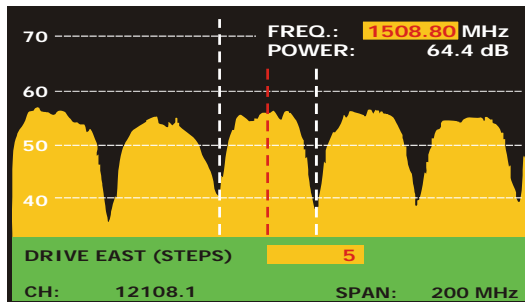 70
FREQ.: 1508.80 MHz
POWER: 64.4 dB
60
50
40
DRIVE EAST (STEPS) 5
CH: 12108.1 SPAN: 200 MHz